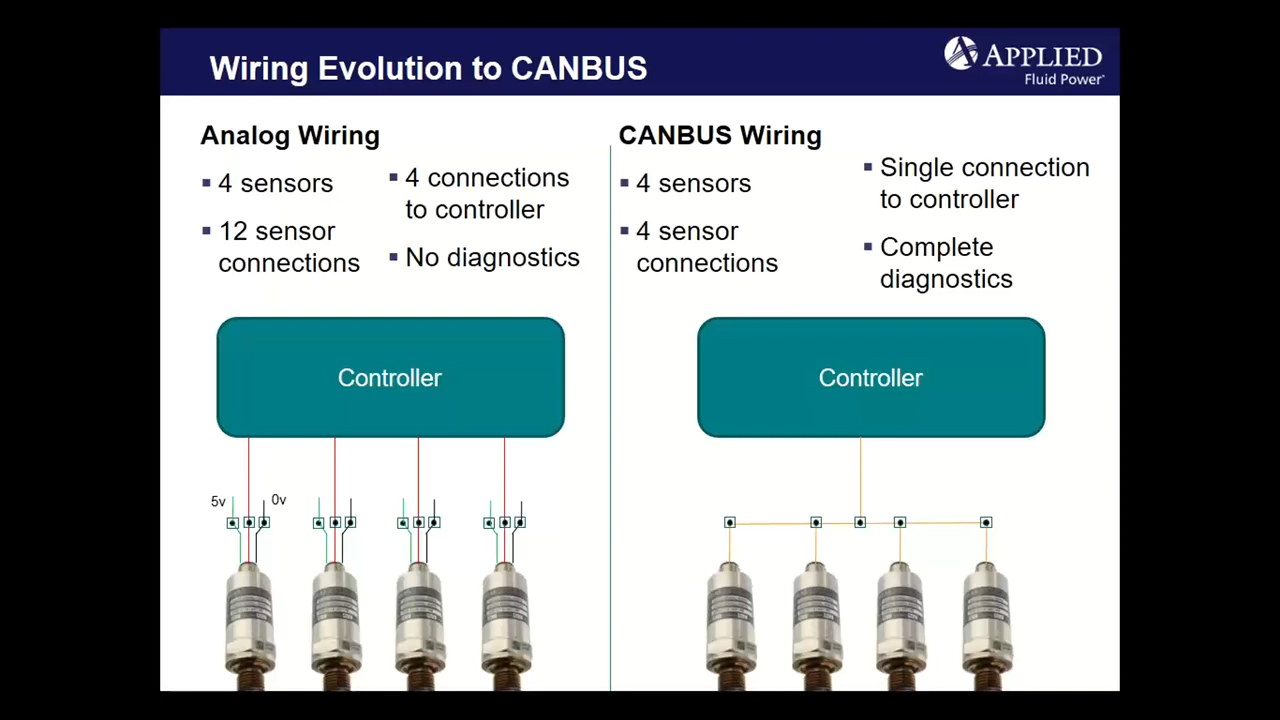 Wiring Evolution to CANBUS
APPLIED
Fluid Power
Analog Wiring
▪ 4 sensors
▪ 12 sensor
connections
▪ 4 connections
to controller
▪ No diagnostics
CANBUS Wiring
▪ 4 sensors
▪ 4 sensor
connections
▪ Single connection
to controller
▪ Complete
diagnostics
Controller
5v
0v
Controller